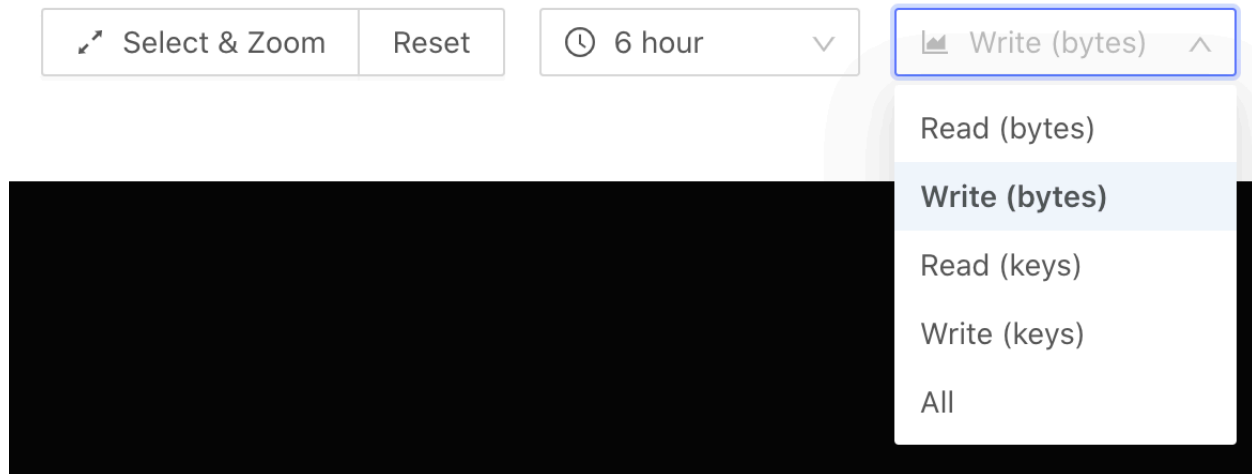 Select & Zoom Reset 6 hour Write (bytes)
Read (bytes)
Write (bytes)
Read (keys)
Write (keys)
All